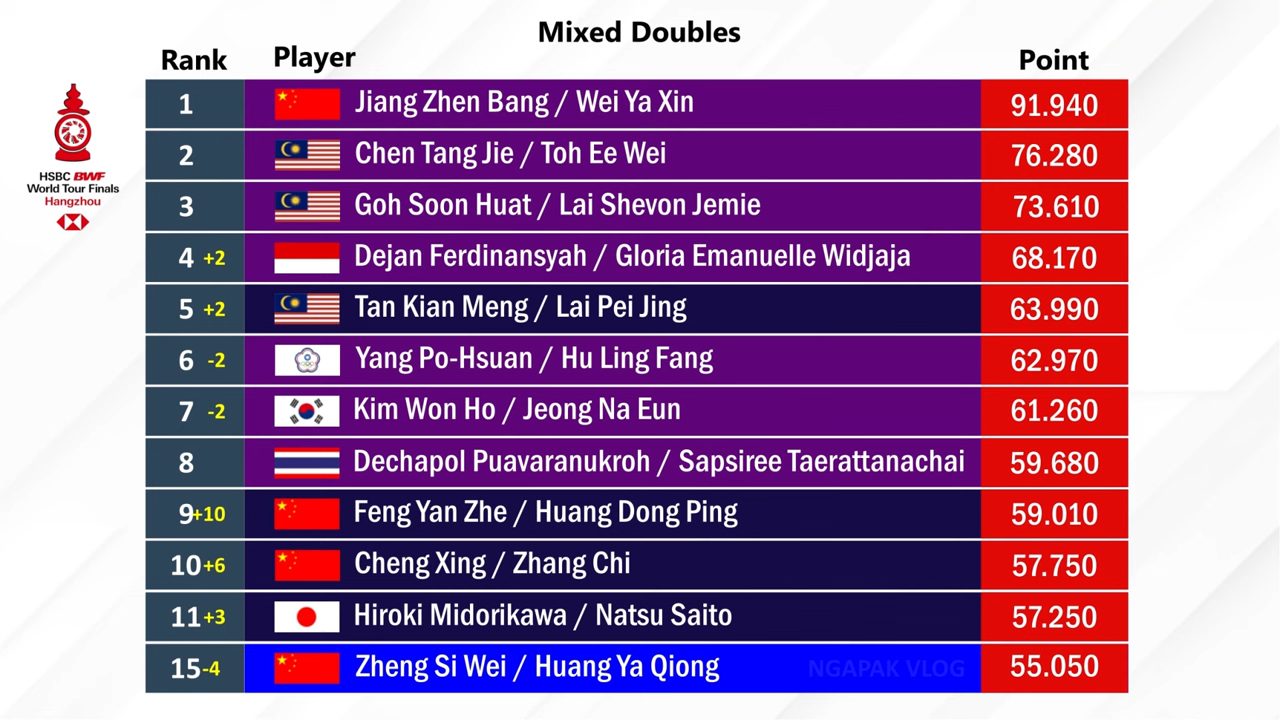 Mixed Doubles
Rank Player Point
HSBC BWF
World Tour Finals
Hangzhou
1 Jiang Zhen Bang / Wei Ya Xin 91.940
2 Chen Tang Jie / Toh Ee Wei 76.280
3 Goh Soon Huat / Lai Shevon Jemie 73.610
4 +2 Dejan Ferdinansyah / Gloria Emanuelle Widjaja 68.170
5 +2 Tan Kian Meng / Lai Pei Jing 63.990
6 -2 Yang Po-Hsuan / Hu Ling Fang 62.970
7 -2 Kim Won Ho / Jeong Na Eun 61.260
8 Dechapol Puavaranukroh / Sapsiree Taerattanachai 59.680
9 +10 Feng Yan Zhe / Huang Dong Ping 59.010
10 +6 Cheng Xing / Zhang Chi 57.750
11 +3 Hiroki Midorikawa / Natsu Saito 57.250
15 -4 Zheng Si Wei / Huang Ya Qiong NGAPAK VLOG 55.050